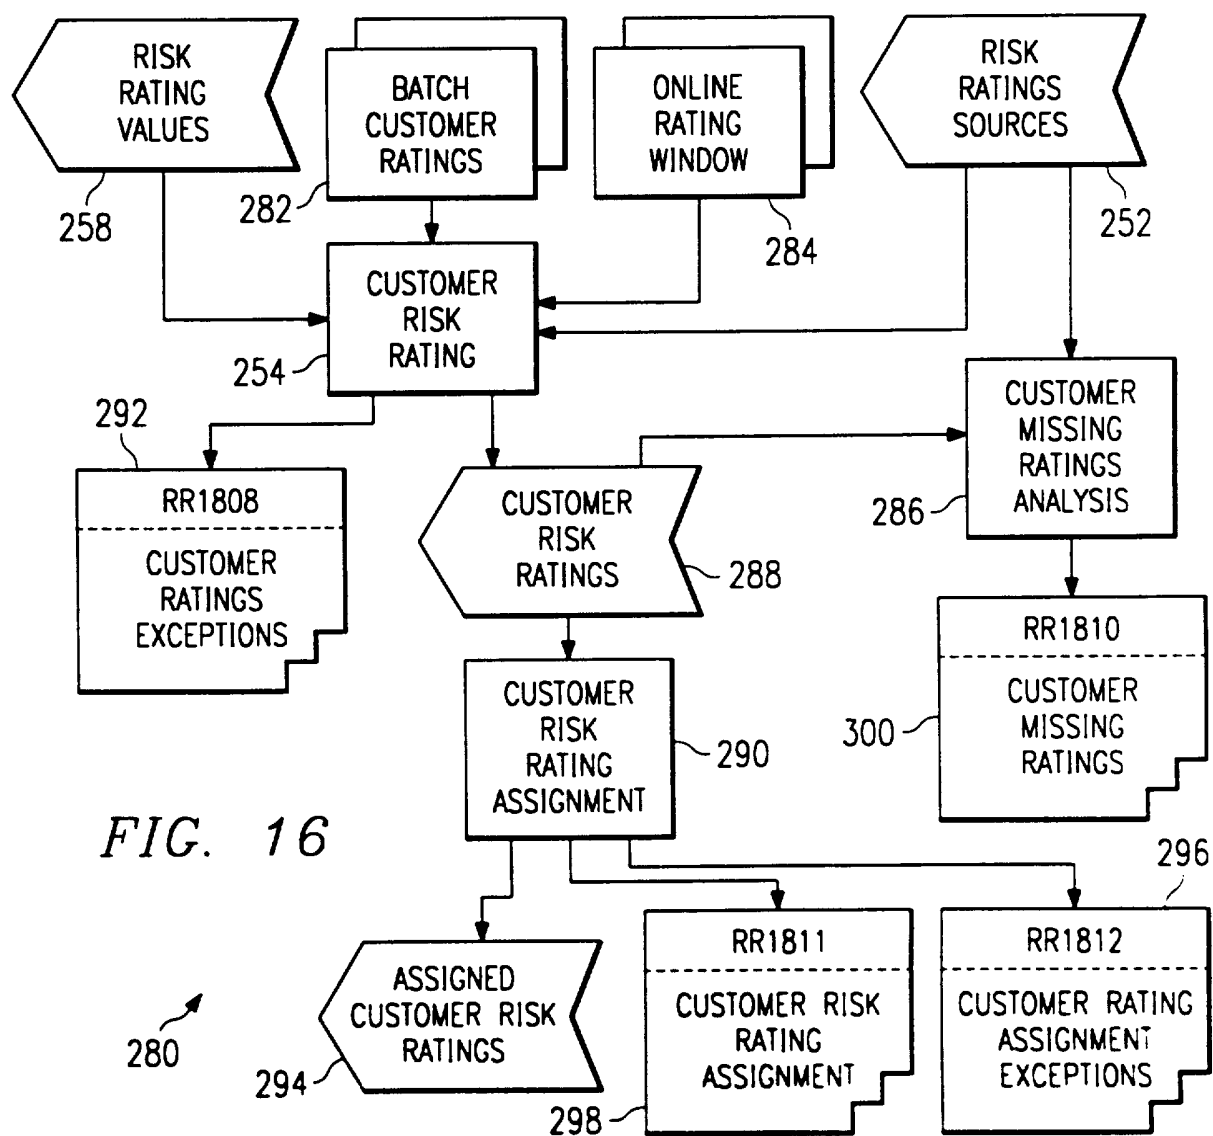 RISK
RATING
VALUES
258
BATCH
CUSTOMER
RATINGS
282
ONLINE
RATING
WINDOW
284
RISK
RATINGS
SOURCES
252
CUSTOMER
RISK
RATING
254
292
RR1808
CUSTOMER
RATINGS
EXCEPTIONS
CUSTOMER
RISK
RATINGS
288
CUSTOMER
MISSING
RATINGS
ANALYSIS
286
RR1810
CUSTOMER
MISSING
RATINGS
300
CUSTOMER
RISK
RATING
ASSIGNMENT
290
FIG. 16
280
ASSIGNED
CUSTOMER RISK
RATINGS
294
RR1811
CUSTOMER RISK
RATING
ASSIGNMENT
298
296
RR1812
CUSTOMER RATING
ASSIGNMENT
EXCEPTIONS